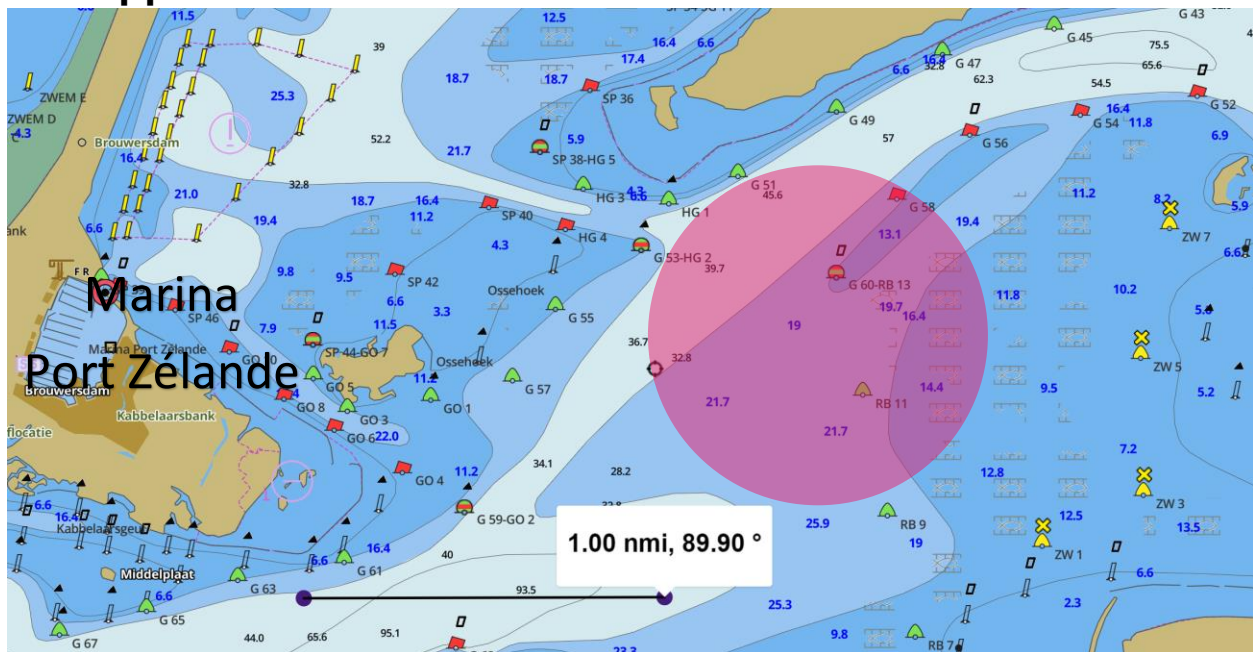 12.5
11.5
G 43
39
16.4
6.6
G 45
17.4
G 47
16.4
32.8
75.5
65.6
6.6
18.7
18.7
62.3
54.5
ZWEM E
25.3
SP 36
G 52
16.4
ZWEM D
G 49
G 54
11.8
4.3
Brouwersdam
52.2
5.9
57
6.9
21.7
G 56
16.4
SP 38-HG 5
32.8
G 51
21.0
4.3
HG 3
6.6
45.6
11.2
18.7
16.4
HG 1
G 58
8.2
5.9
11.2
19.4
SP 40
19.4
6.6
13.1
HG 4
ZW 7
4.3
G 53-HG 2
6.6
F R
9.8
9.5
SP 42
39.7
G 60-RB 13
Marina
Ossehoek
11.8
10.2
6.6
19.7
SP 46
3.3
G 55
16.4
7.9
11.5
19
36.7
Marina Port Zélande
SP 44-GO 7
Ossehoek
32.8
ZW 5
Port Zélande
GO 5
11.2
G 57
14.4
9.5
5.2
Brouwersdam
GO 8
GO 1
21.7
RB 11
Kabbelaarsbank
GO 3
flocatie
GO 6
22.0
21.7
7.2
34.1
28.2
GO 4
11.2
12.8
6.6
ZW 3
16.4
G 59-GO 2
RB 9
12.5
25.9
13.5
Kabbelaarsgeul
1.00 nmi, 89.90 °
19
16.4
40
ZW 1
6.6
G 61
Middelplaat
6.6
G 63
93.5
6.6
25.3
2.3
G 65
G 67
44.0
65.6
95.1
9.8
RB 7
23.3